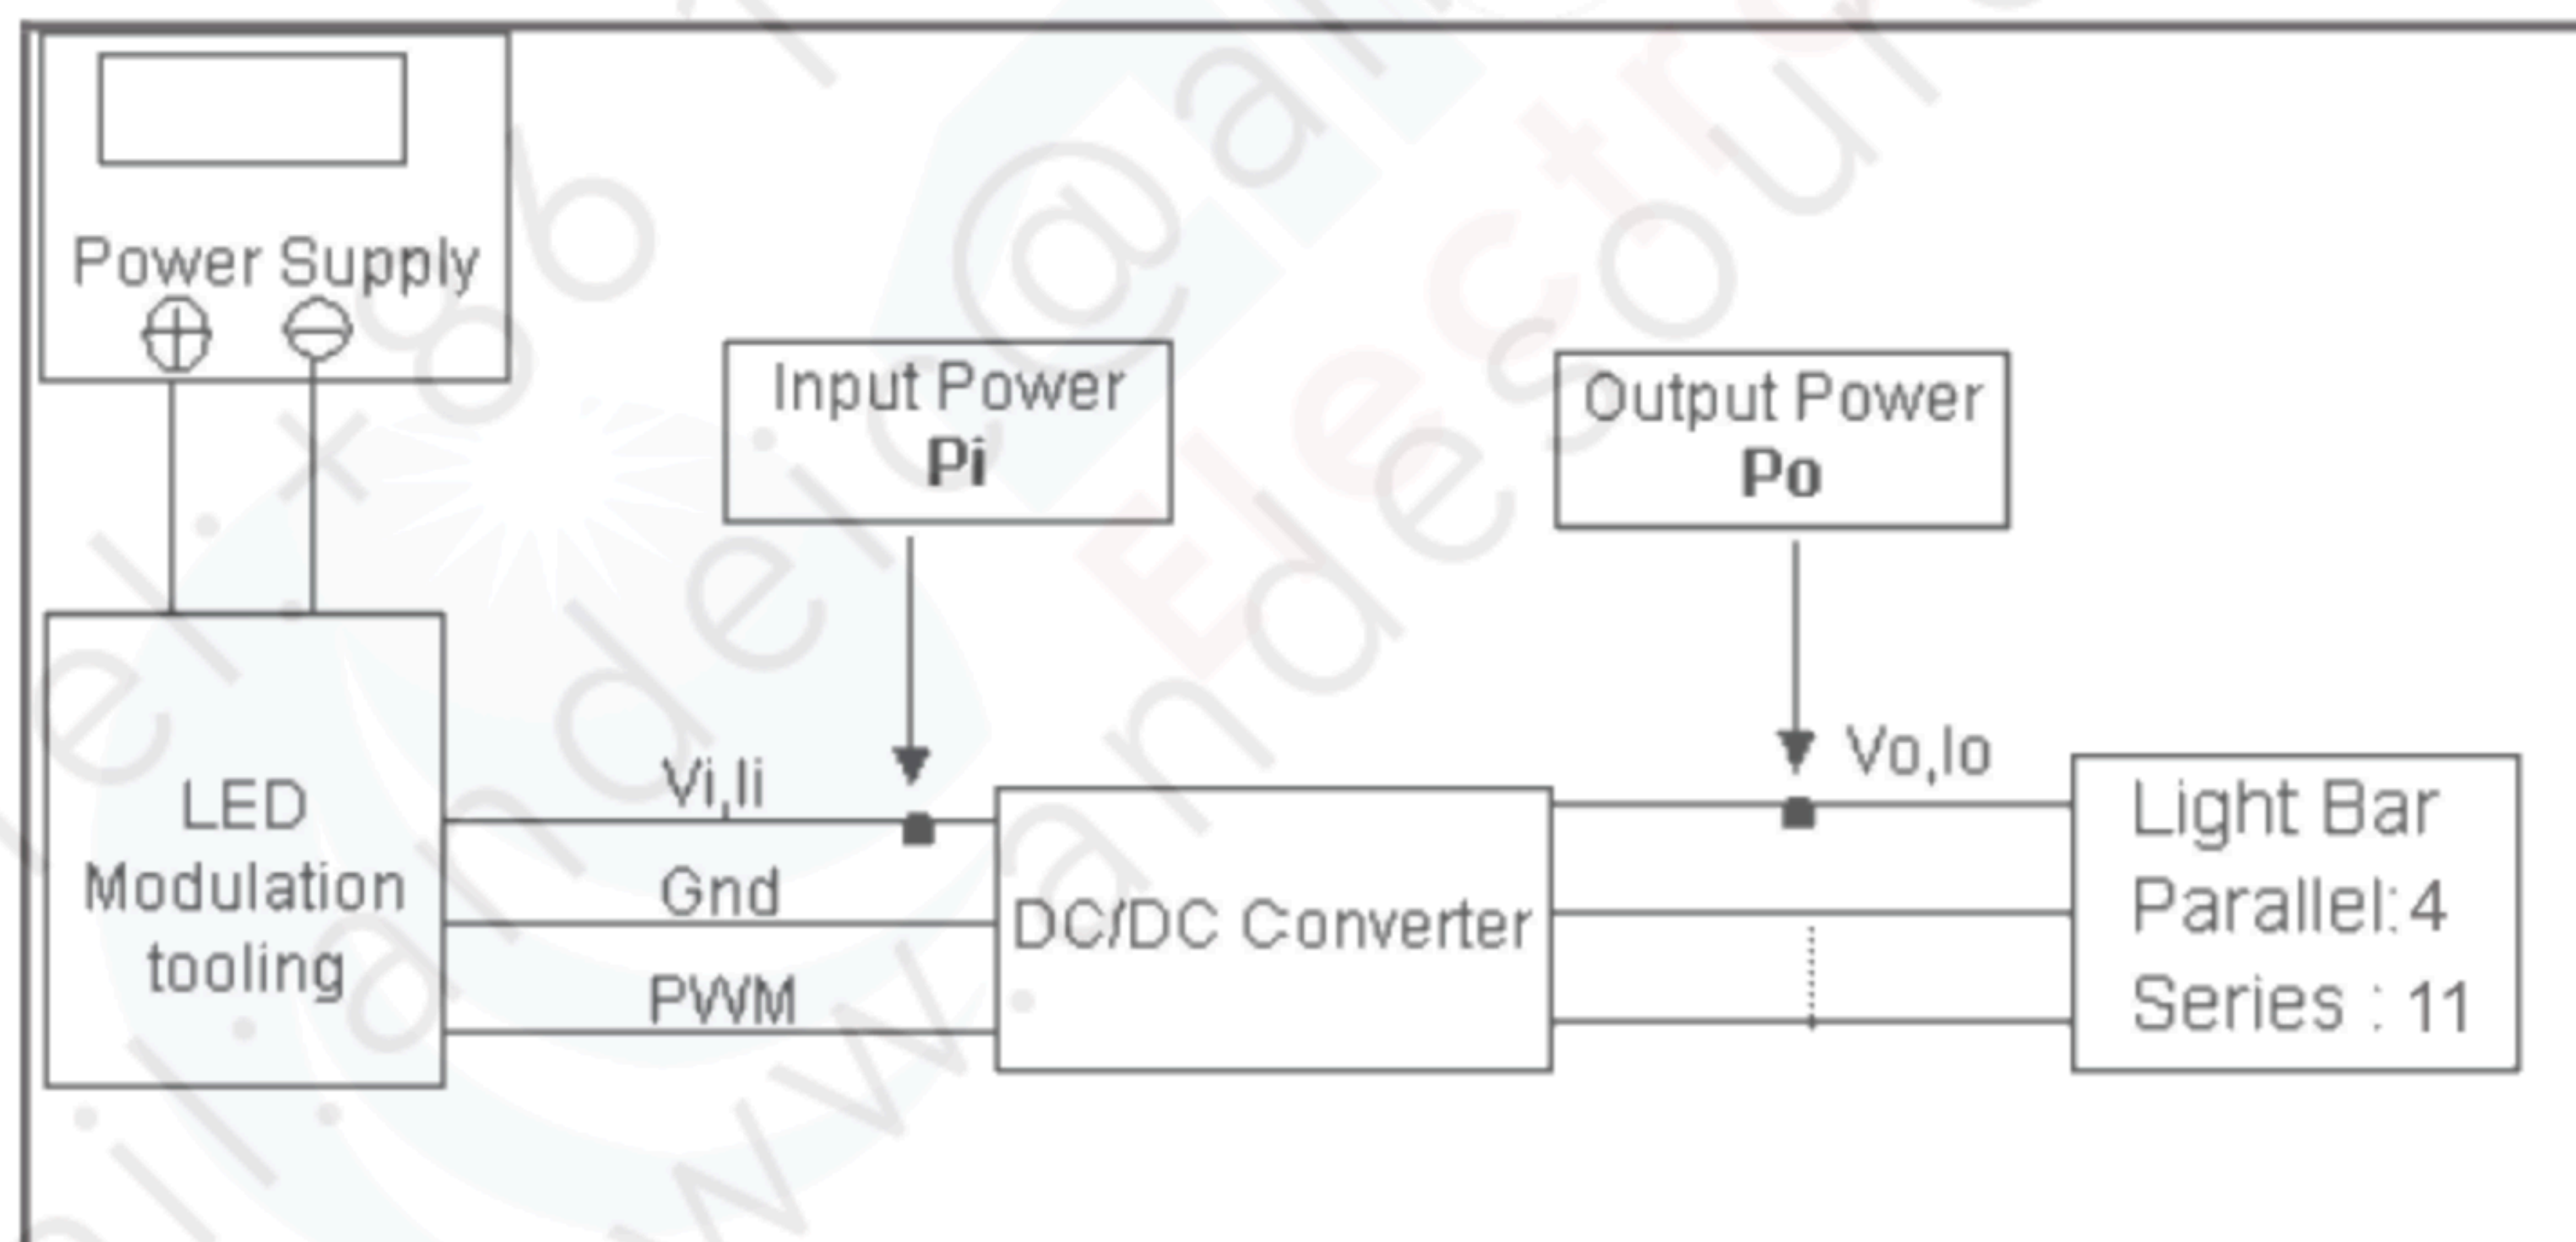 Power Supply
Input Power
Pi
Output Power
Po
LED
Modulation
tooling
Vi,Ii
Gnd
PWM
DC/DC Converter
Vo,Io
Light Bar
Parallel:4
Series : 11